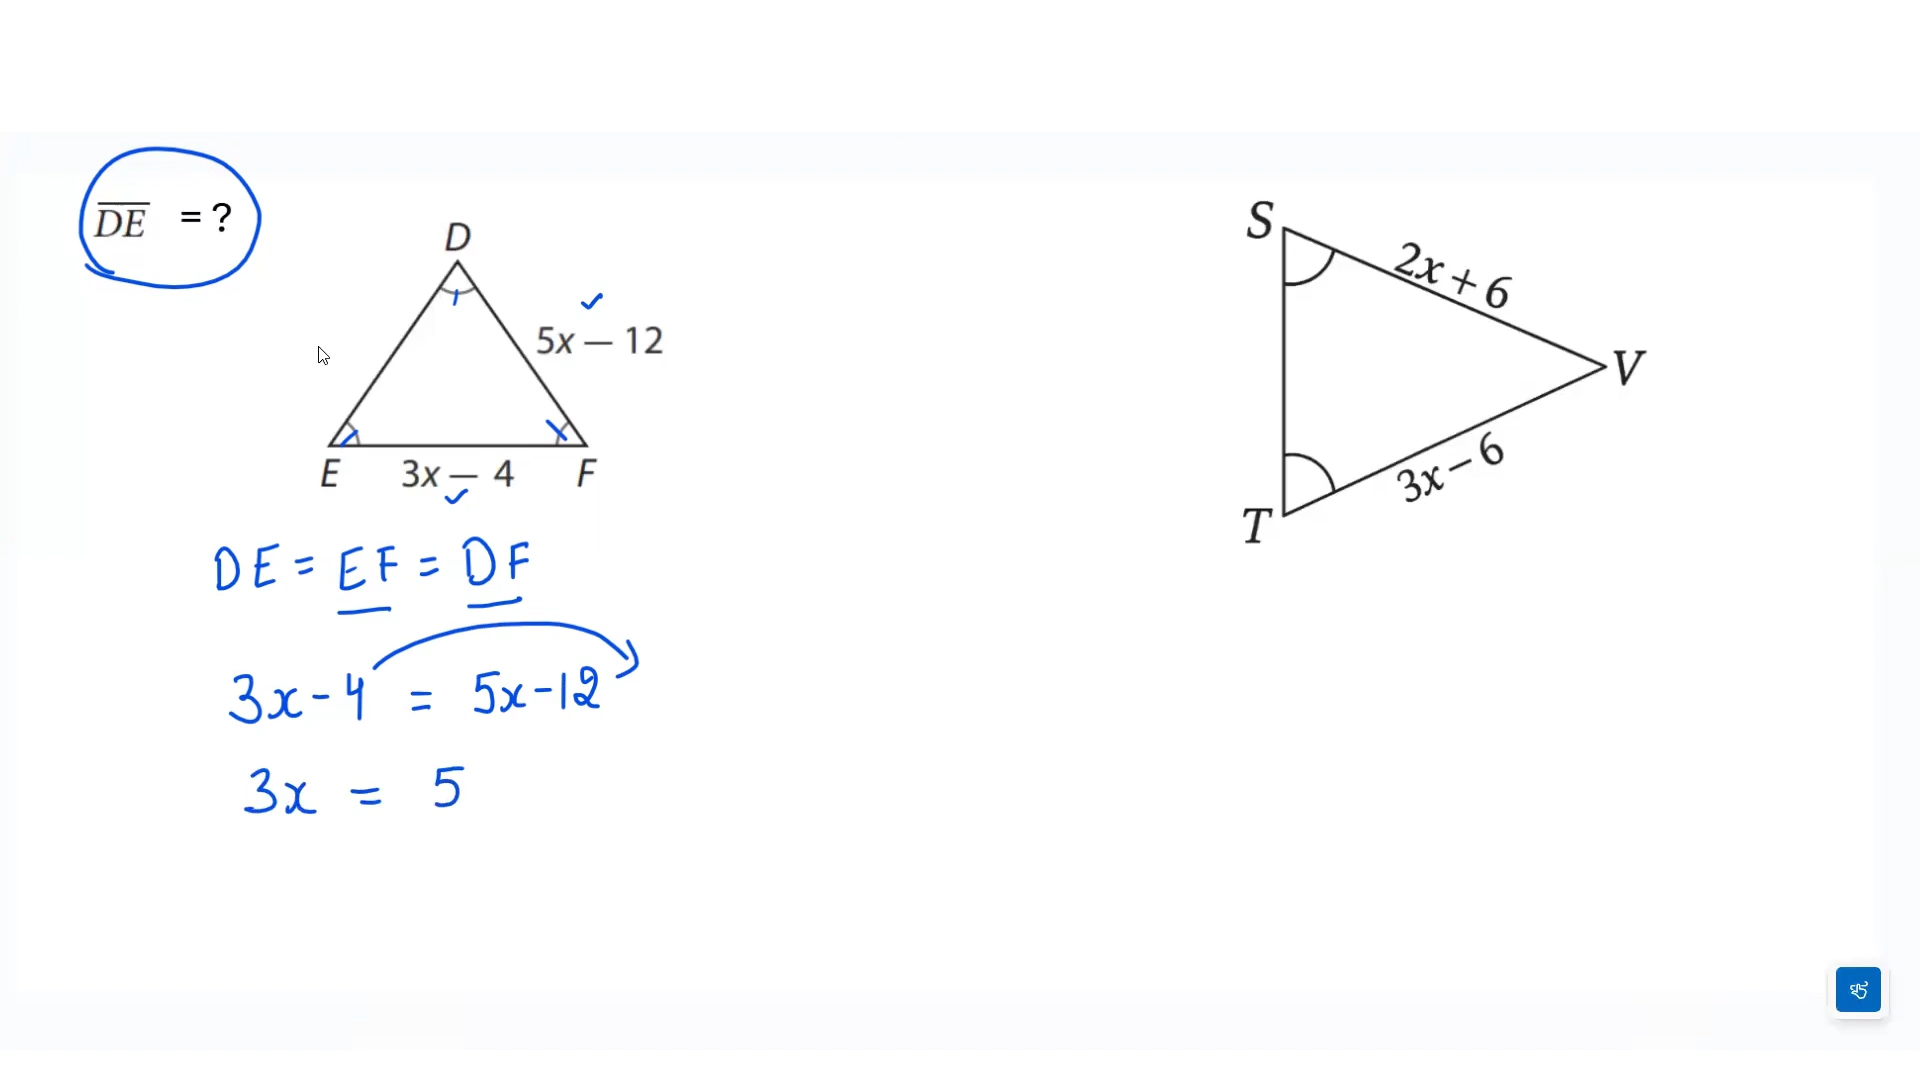 DE = ?
D
5x — 12
E 3x — 4 F
DE = EF = DF
3x - 4 = 5x - 12
3x = 5
S
2x + 6
V
3x - 6
T